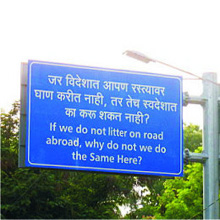 जर विदेशात आपण रस्त्यावर
घाण करीत नाही, तर तेच स्वदेशात
का करू शकत नाही?
If we do not litter on road
abroad, why do not we do
the Same Here?